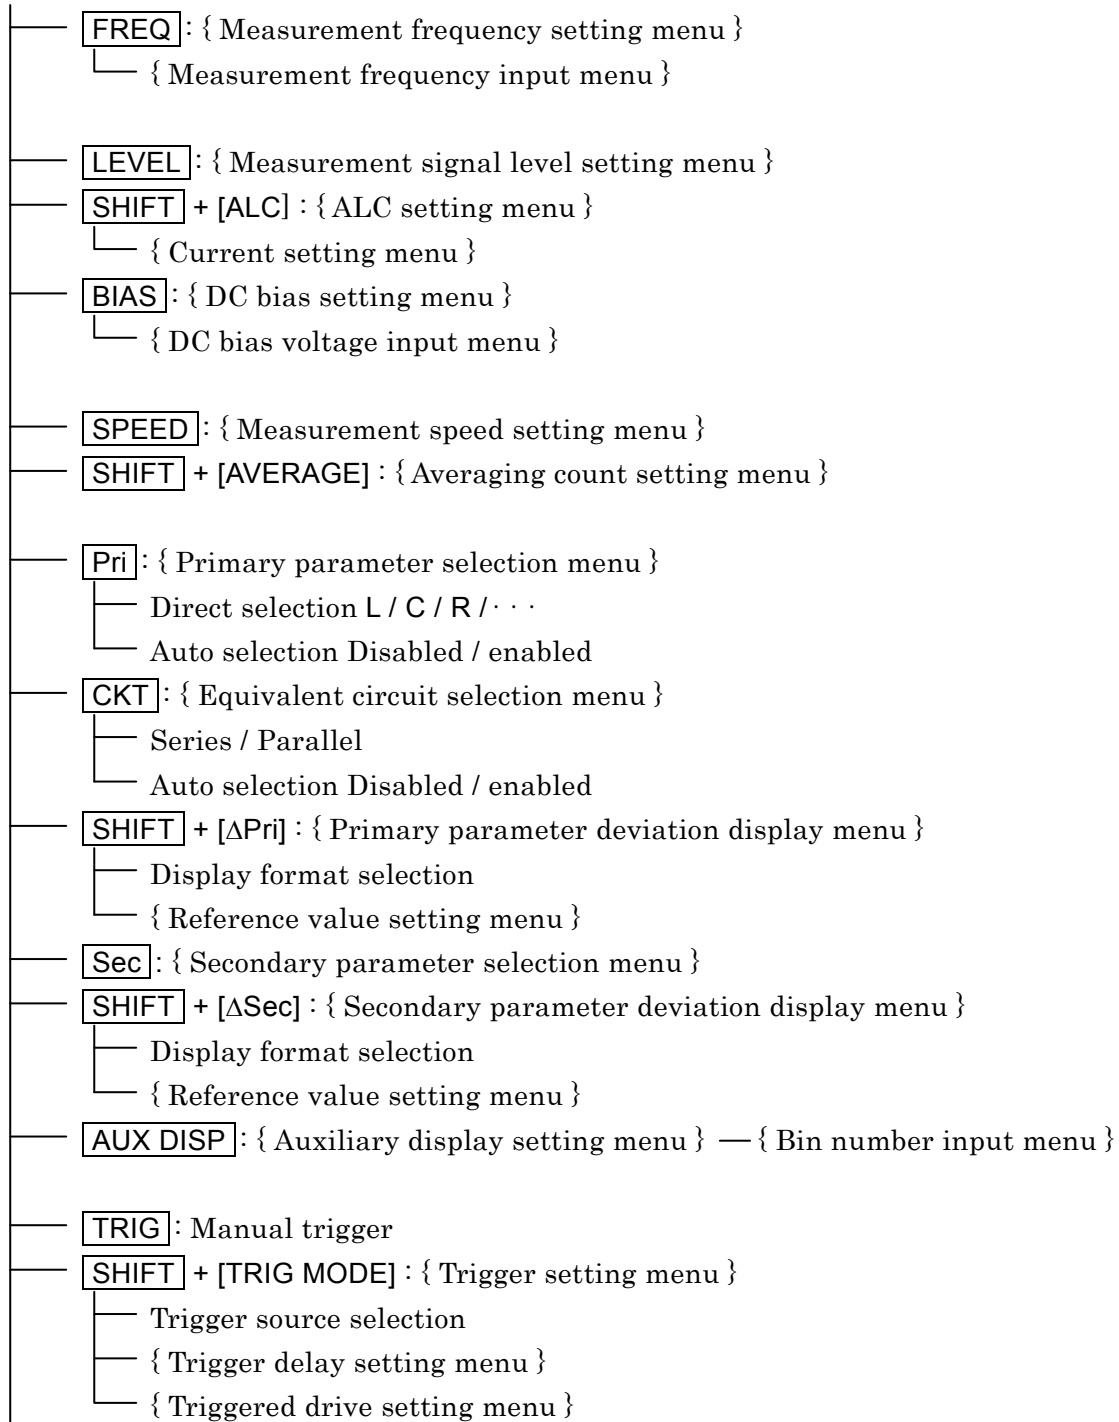 FREQ : { Measurement frequency setting menu }
{ Measurement frequency input menu }
LEVEL : { Measurement signal level setting menu }
SHIFT + [ALC] : { ALC setting menu }
{ Current setting menu }
BIAS : { DC bias setting menu }
{ DC bias voltage input menu }
SPEED : { Measurement speed setting menu }
SHIFT + [AVERAGE] : { Averaging count setting menu }
Pri : { Primary parameter selection menu }
Direct selection L / C / R / · · ·
Auto selection Disabled / enabled
CKT : { Equivalent circuit selection menu }
Series / Parallel
Auto selection Disabled / enabled
SHIFT + [ΔPri] : { Primary parameter deviation display menu }
Display format selection
{ Reference value setting menu }
Sec : { Secondary parameter selection menu }
SHIFT + [ΔSec] : { Secondary parameter deviation display menu }
Display format selection
{ Reference value setting menu }
AUX DISP : { Auxiliary display setting menu } — { Bin number input menu }
TRIG : Manual trigger
SHIFT + [TRIG MODE] : { Trigger setting menu }
Trigger source selection
{ Trigger delay setting menu }
{ Triggered drive setting menu }